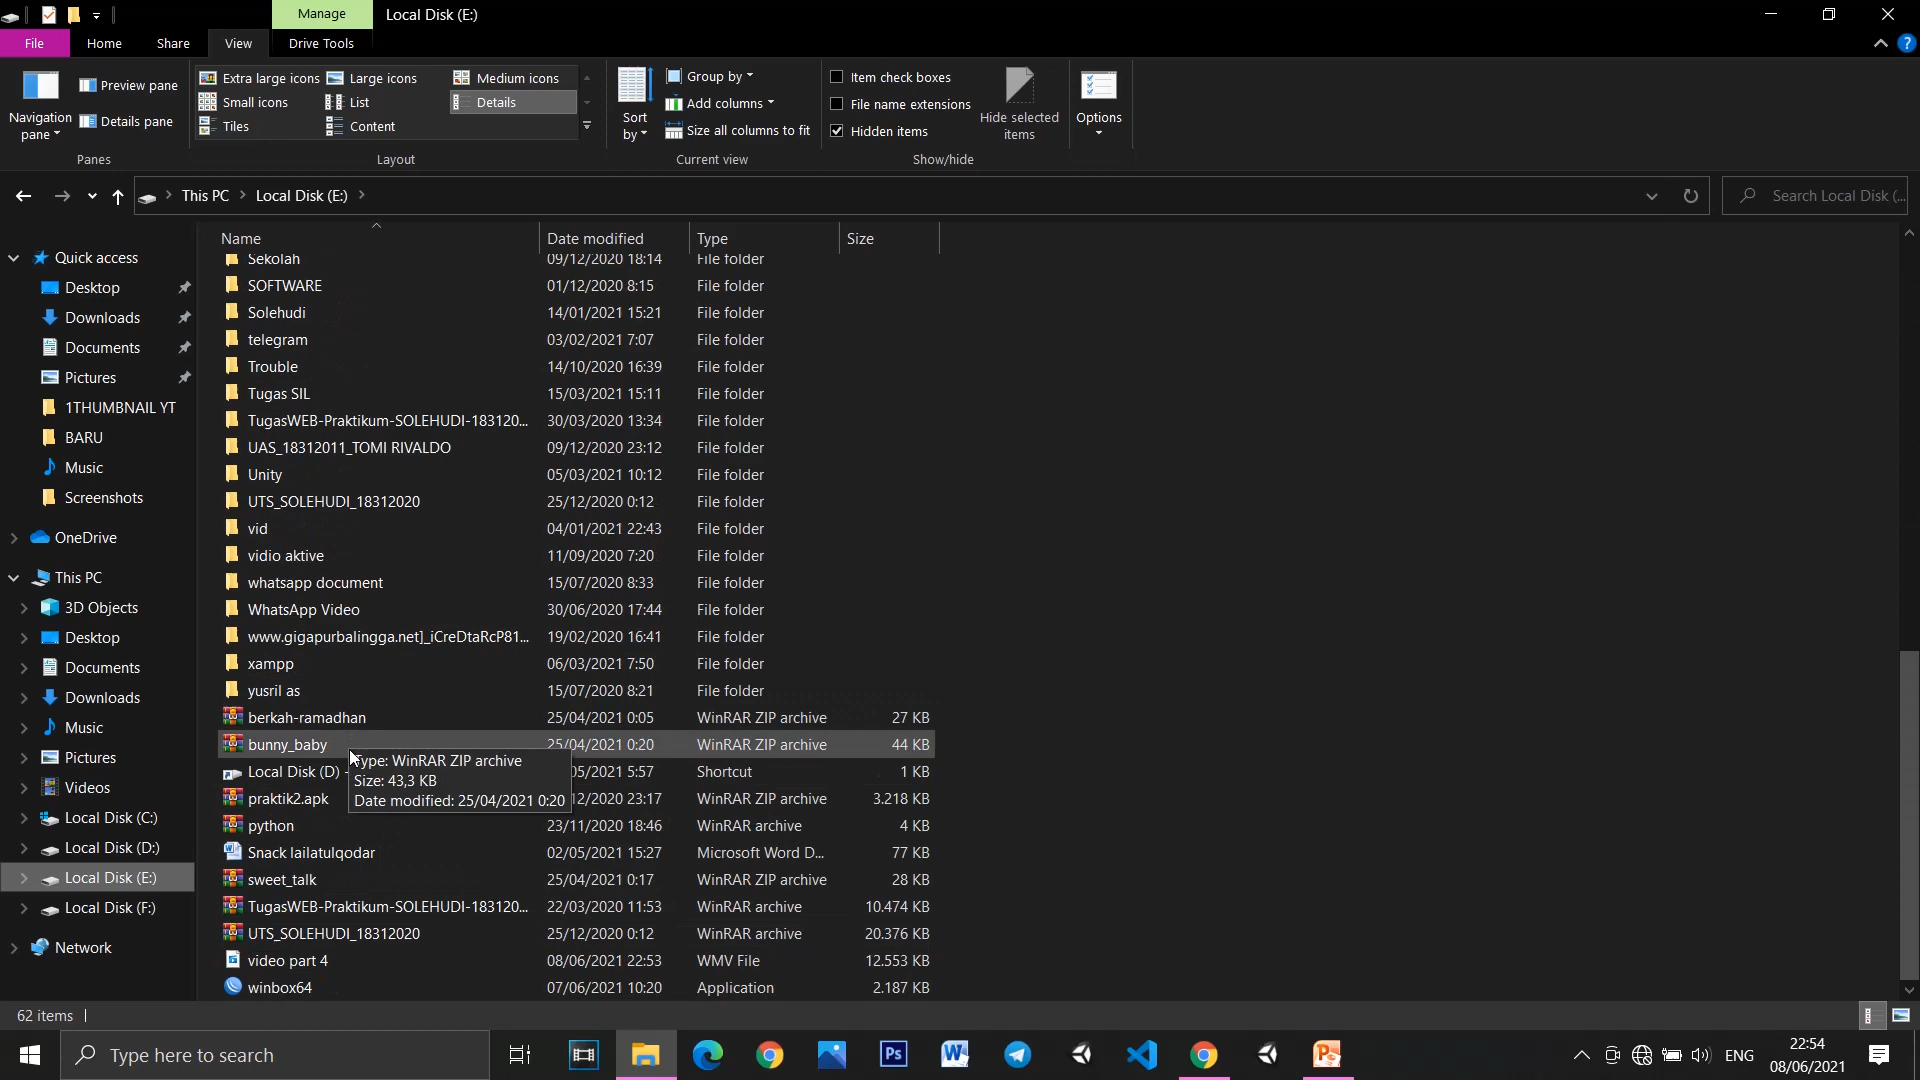 Manage
Local Disk (E:)
File
Home
Share
View
Drive Tools
Navigation pane
Preview pane
Details pane
Panes
Extra large icons
Large icons
Medium icons
Small icons
List
Details
Tiles
Content
Layout
Sort by
Group by
Add columns
Size all columns to fit
Current view
Item check boxes
File name extensions
Hidden items
Hide selected items
Show/hide
Options
This PC
Local Disk (E:)
Search Local Disk (...
Name
Date modified
Type
Size
Quick access
Desktop
Downloads
Documents
Pictures
1THUMBNAIL YT
BARU
Music
Screenshots
OneDrive
This PC
3D Objects
Desktop
Documents
Downloads
Music
Pictures
Videos
Local Disk (C:)
Local Disk (D:)
Local Disk (E:)
Local Disk (F:)
Network
Sekolah 09/12/2020 18:14 File folder
SOFTWARE 01/12/2020 8:15 File folder
Solehudi 14/01/2021 15:21 File folder
telegram 03/02/2021 7:07 File folder
Trouble 14/10/2020 16:39 File folder
Tugas SIL 15/03/2021 15:11 File folder
TugasWEB-Praktikum-SOLEHUDI-183120... 30/03/2020 13:34 File folder
UAS_18312011_TOMI RIVALDO 09/12/2020 23:12 File folder
Unity 05/03/2021 10:12 File folder
UTS_SOLEHUDI_18312020 25/12/2020 0:12 File folder
vid 04/01/2021 22:43 File folder
vidio aktive 11/09/2020 7:20 File folder
whatsapp document 15/07/2020 8:33 File folder
WhatsApp Video 30/06/2020 17:44 File folder
www.gigapurbalingga.net]_iCreDtaRcP81... 19/02/2020 16:41 File folder
xampp 06/03/2021 7:50 File folder
yusril as 15/07/2020 8:21 File folder
berkah-ramadhan 25/04/2021 0:05 WinRAR ZIP archive 27 KB
bunny_baby 25/04/2021 0:20 WinRAR ZIP archive 44 KB
Local Disk (D) - 05/2021 5:57 Shortcut 1 KB
praktik2.apk 12/2020 23:17 WinRAR ZIP archive 3.218 KB
python 23/11/2020 18:46 WinRAR archive 4 KB
Snack lailatulqodar 02/05/2021 15:27 Microsoft Word D... 77 KB
sweet_talk 25/04/2021 0:17 WinRAR ZIP archive 28 KB
TugasWEB-Praktikum-SOLEHUDI-183120... 22/03/2020 11:53 WinRAR archive 10.474 KB
UTS_SOLEHUDI_18312020 25/12/2020 0:12 WinRAR archive 20.376 KB
video part 4 08/06/2021 22:53 WMV File 12.553 KB
winbox64 07/06/2021 10:20 Application 2.187 KB
Type: WinRAR ZIP archive
Size: 43,3 KB
Date modified: 25/04/2021 0:20
62 items
Type here to search
Ps
ENG
22:54
08/06/2021